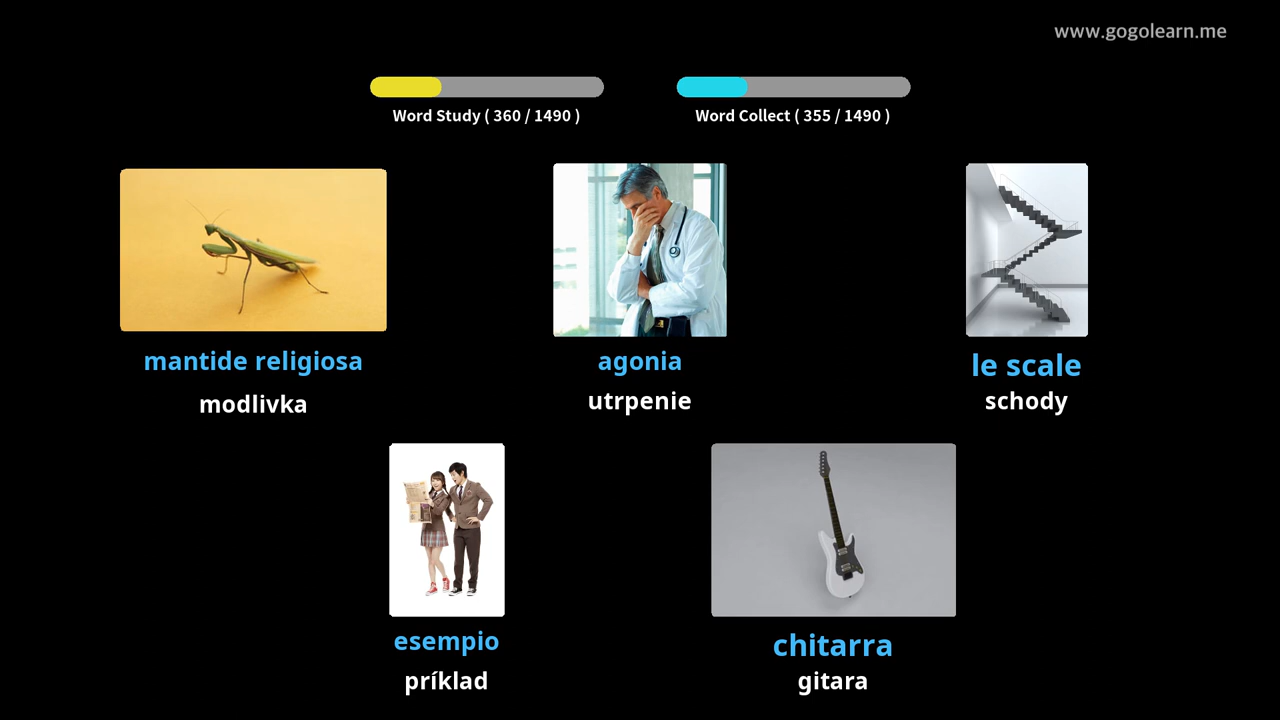 www.gogolearn.me
Word Study ( 360 / 1490 )
Word Collect ( 355 / 1490 )
mantide religiosa
modlivka
agonia
utrpenie
le scale
schody
esempio
príklad
chitarra
gitara